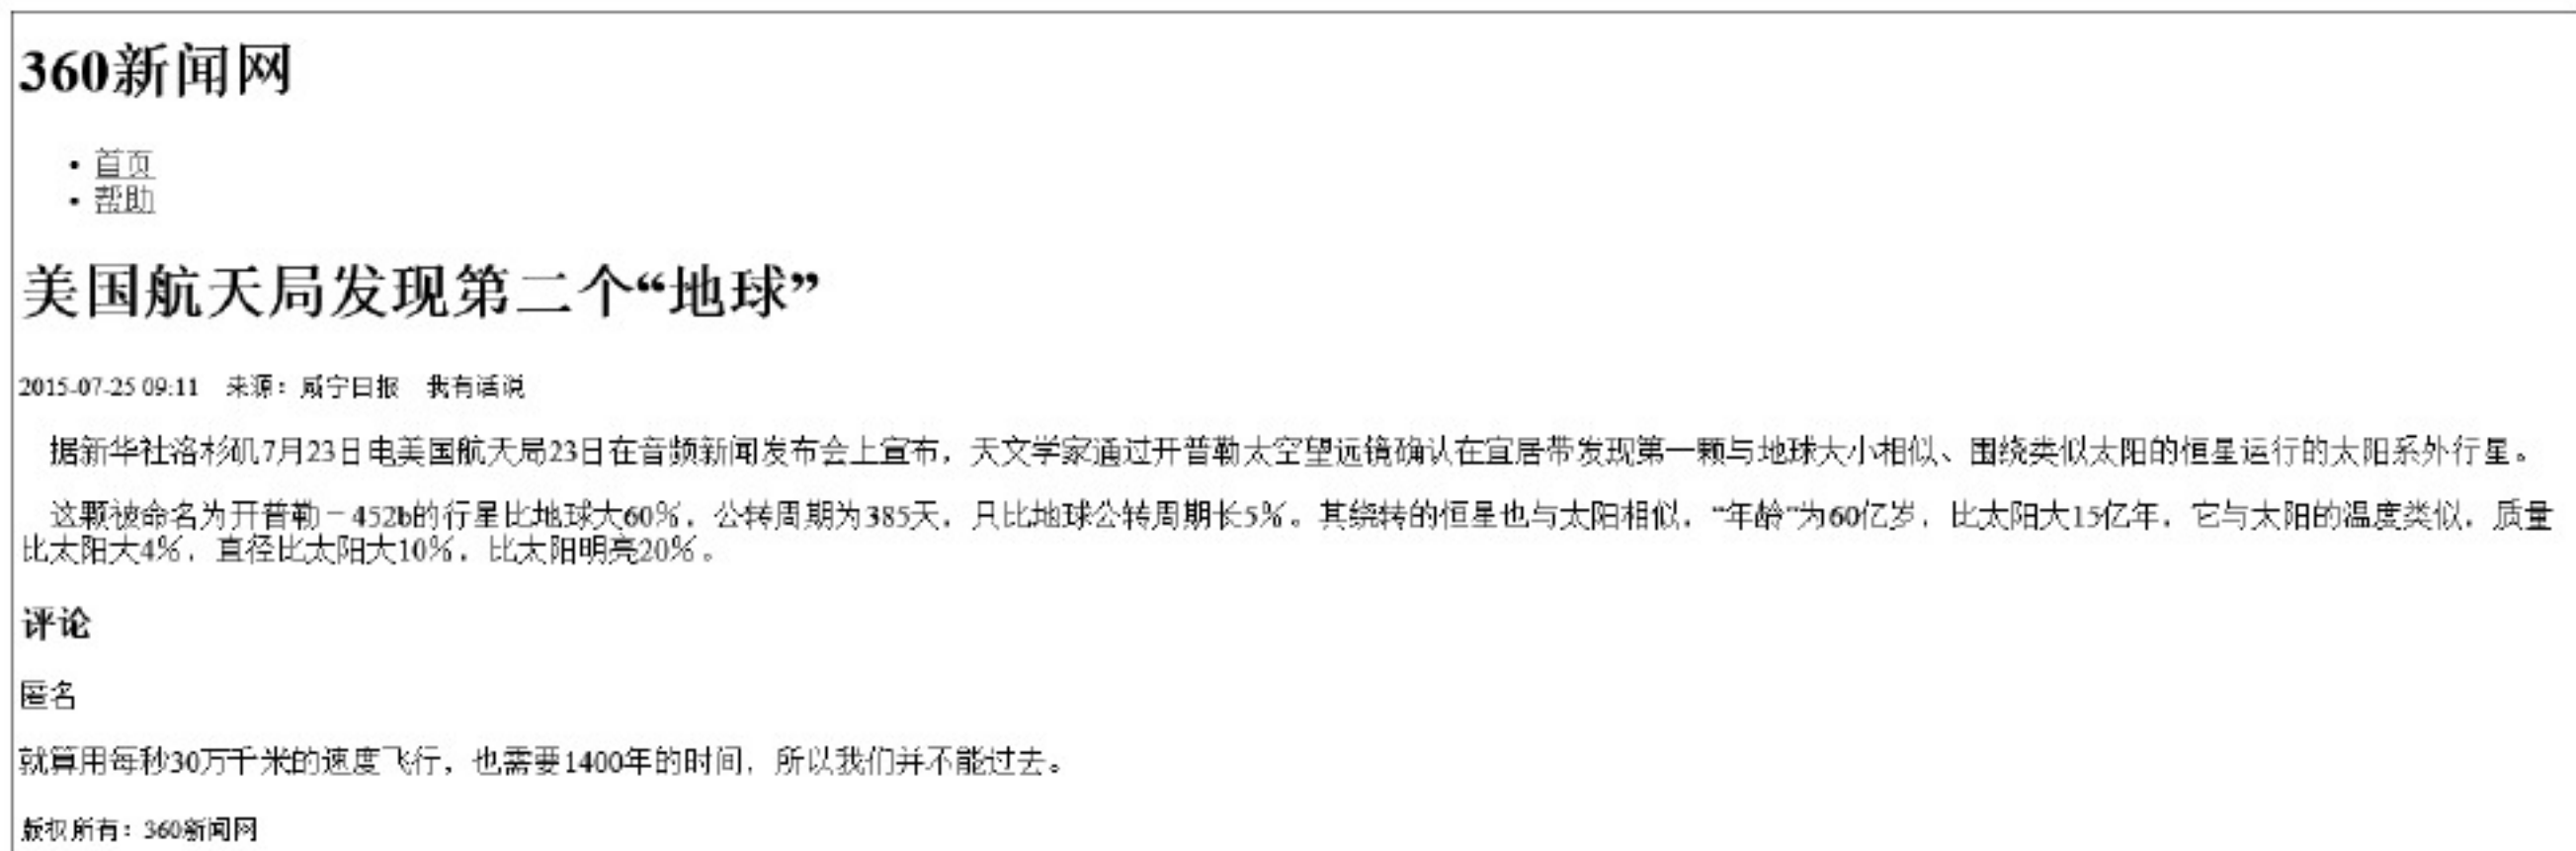 360新闻网
• 首页
• 帮助
美国航天局发现第二个“地球”
2015-07-25 09:11 来源：咸宁日报 我有话说
据新华社洛杉矶7月23日电美国航天局23日在音频新闻发布会上宣布，天文学家通过开普勒太空望远镜确认在宜居带发现第一颗与地球大小相似、围绕类似太阳的恒星运行的太阳系外行星。
这颗被命名为开普勒－452b的行星比地球大60％，公转周期为385天，只比地球公转周期长5％。其绕转的恒星也与太阳相似，“年龄”为60亿岁，比太阳大15亿年，它与太阳的温度类似，质量
比太阳大4％，直径比太阳大10％，比太阳明亮20％。
评论
匿名
就算用每秒30万千米的速度飞行，也需要1400年的时间，所以我们并不能过去。
版权所有：360新闻网